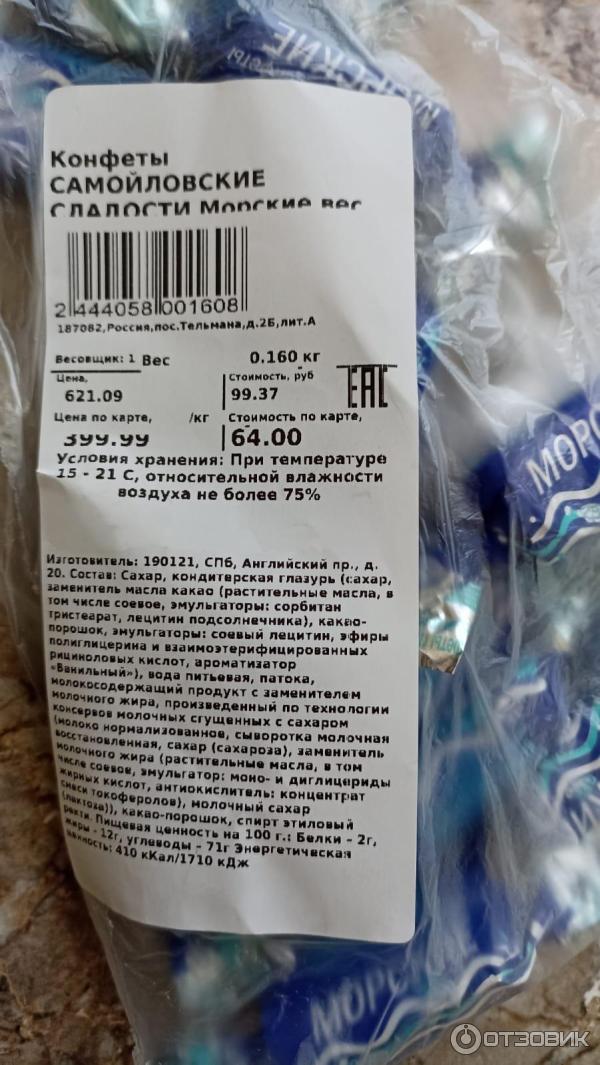 МОРСКИЕ
Конфеты
САМОЙЛОВСКИЕ
СЛАДОСТИ Морские вес
2 444058 001608
187082,Россия,пос.Тельмана,д.2Б,лит.А
Весовщик: 1 Вес 0.160 кг
Цена, Стоимость, руб
621.09 99.37
EAC
Цена по карте, /кг Стоимость по карте,
399.99 64.00
Условия хранения: При температуре
15 - 21 С, относительной влажности
воздуха не более 75%
Изготовитель: 190121, СПб, Английский пр., д.
20. Состав: Сахар, кондитерская глазурь (сахар,
заменитель масла какао (растительные масла, в
том числе соевое, эмульгаторы: сорбитан
тристеарат, лецитин подсолнечника), какао-
порошок, эмульгаторы: соевый лецитин, эфиры
полиглицерина и взаимоэтерифицированных
рициноловых кислот, ароматизатор
«Ванильный»), вода питьевая, патока,
молокосодержащий продукт с заменителем
молочного жира, произведенный по технологии
консервов молочных сгущенных с сахаром
(молоко нормализованное, сыворотка молочная
восстановленная, сахар (сахароза), заменитель
молочного жира (растительные масла, в том
числе соевое, эмульгатор: моно- и диглицериды
жирных кислот, антиокислитель: концентрат
смеси токоферолов), молочный сахар
(лактоза)), какао-порошок, спирт этиловый
ректи. Пищевая ценность на 100 г.: Белки - 2г,
жиры - 12г, углеводы - 71г Энергетическая
ценность: 410 кКал/1710 кДж
МОРС
МОРС
ОТЗОВИК